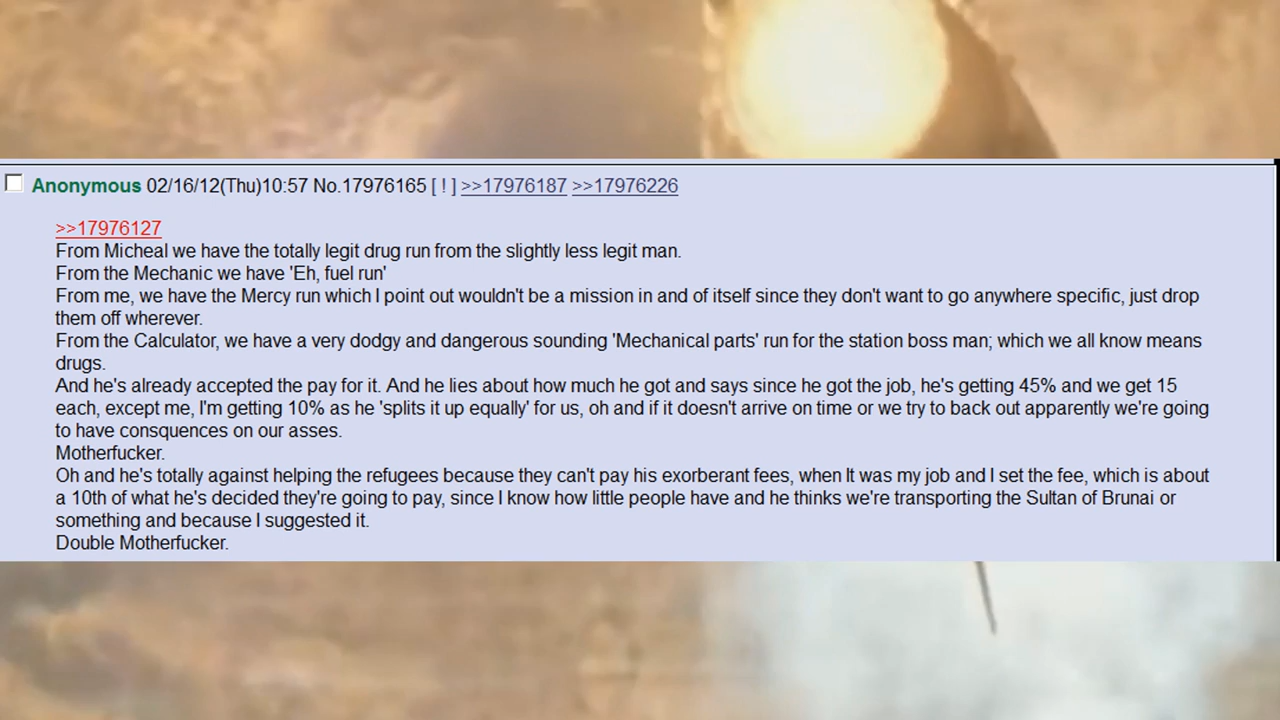 Anonymous 02/16/12(Thu)10:57 No.17976165 [ ! ] >>17976187 >>17976226
>>17976127
From Micheal we have the totally legit drug run from the slightly less legit man.
From the Mechanic we have 'Eh, fuel run'
From me, we have the Mercy run which I point out wouldn't be a mission in and of itself since they don't want to go anywhere specific, just drop
them off wherever.
From the Calculator, we have a very dodgy and dangerous sounding 'Mechanical parts' run for the station boss man; which we all know means
drugs.
And he's already accepted the pay for it. And he lies about how much he got and says since he got the job, he's getting 45% and we get 15
each, except me, I'm getting 10% as he 'splits it up equally' for us, oh and if it doesn't arrive on time or we try to back out apparently we're going
to have consquences on our asses.
Motherfucker.
Oh and he's totally against helping the refugees because they can't pay his exorberant fees, when It was my job and I set the fee, which is about
a 10th of what he's decided they're going to pay, since I know how little people have and he thinks we're transporting the Sultan of Brunai or
something and because I suggested it.
Double Motherfucker.